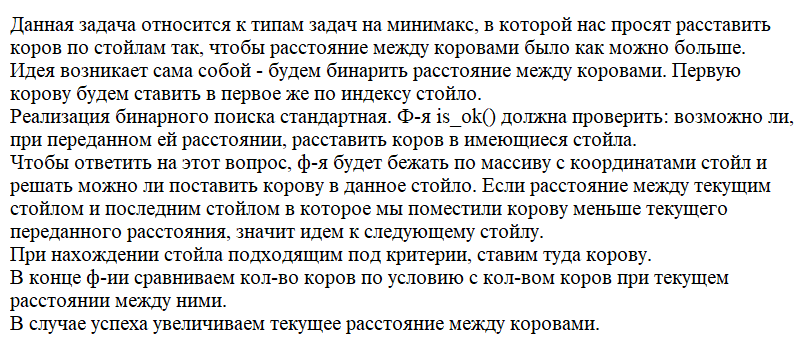 Данная задача относится к типам задач на минимакс, в которой нас просят расставить
коров по стойлам так, чтобы расстояние между коровами было как можно больше.
Идея возникает сама собой - будем бинарить расстояние между коровами. Первую
корову будем ставить в первое же по индексу стойло.
Реализация бинарного поиска стандартная. Ф-я is_ok() должна проверить: возможно ли,
при переданном ей расстоянии, расставить коров в имеющиеся стойла.
Чтобы ответить на этот вопрос, ф-я будет бежать по массиву с координатами стойл и
решать можно ли поставить корову в данное стойло. Если расстояние между текущим
стойлом и последним стойлом в которое мы поместили корову меньше текущего
переданного расстояния, значит идем к следующему стойлу.
При нахождении стойла подходящим под критерии, ставим туда корову.
В конце ф-ии сравниваем кол-во коров по условию с кол-вом коров при текущем
расстоянии между ними.
В случае успеха увеличиваем текущее расстояние между коровами.